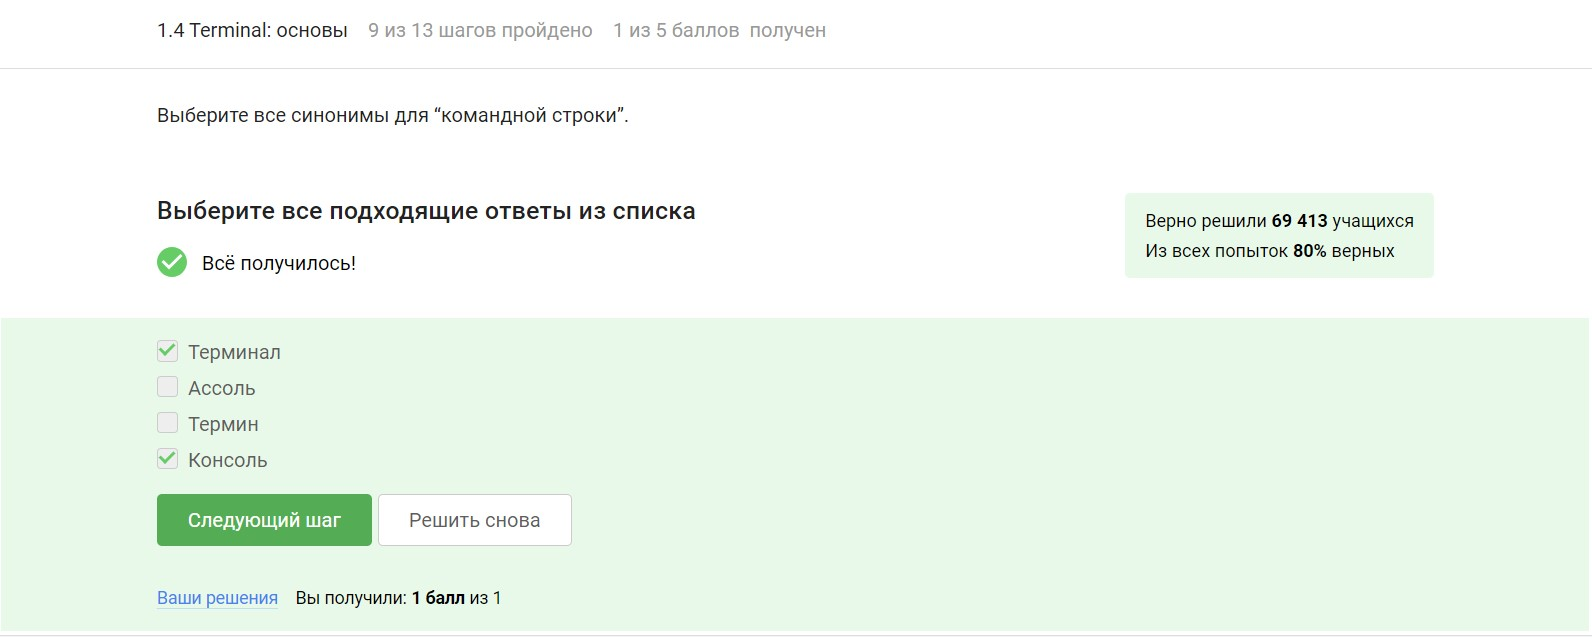 1.4 Terminal: основы 9 из 13 шагов пройдено 1 из 5 баллов получен
Выберите все синонимы для “командной строки”.
Выберите все подходящие ответы из списка
Всё получилось!
Верно решили 69 413 учащихся
Из всех попыток 80% верных
Терминал
Ассоль
Термин
Консоль
Следующий шаг Решить снова
Ваши решения Вы получили: 1 балл из 1